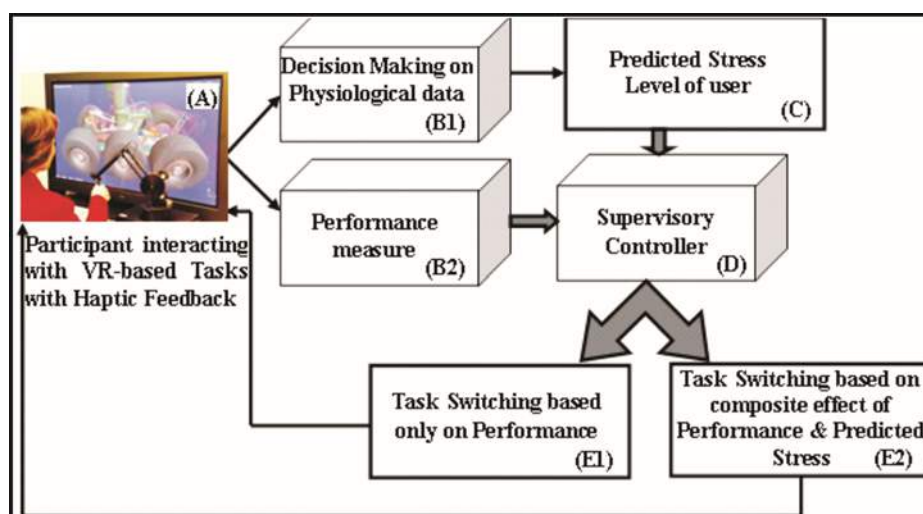 (A)
Participant interacting
with VR-based Tasks
with Haptic Feedback
Decision Making on
Physiological data
(B1)
Predicted Stress
Level of user
(C)
Performance
measure
(B2)
Supervisory
Controller
(D)
Task Switching based
only on Performance
(E1)
Task Switching based on
composite effect of
Performance & Predicted
Stress (E2)